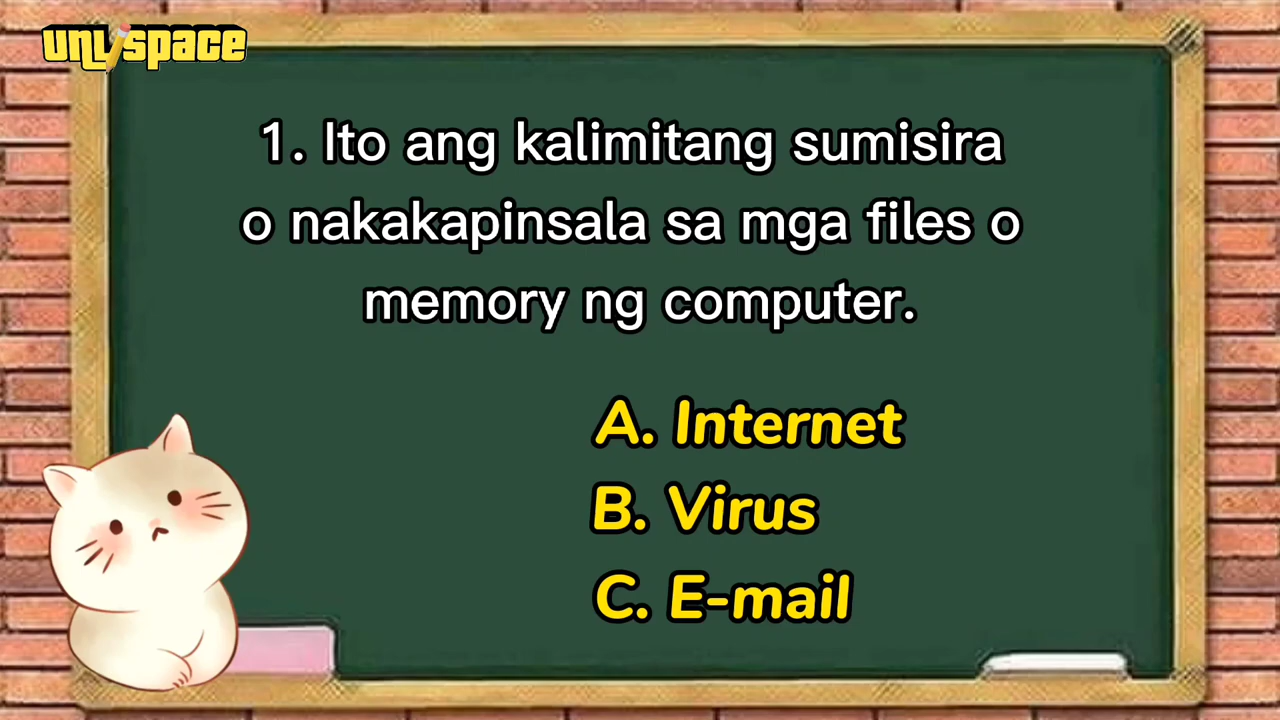 UNLISPACE
1. Ito ang kalimitang sumisira
o nakakapinsala sa mga files o
memory ng computer.
A. Internet
B. Virus
C. E-mail